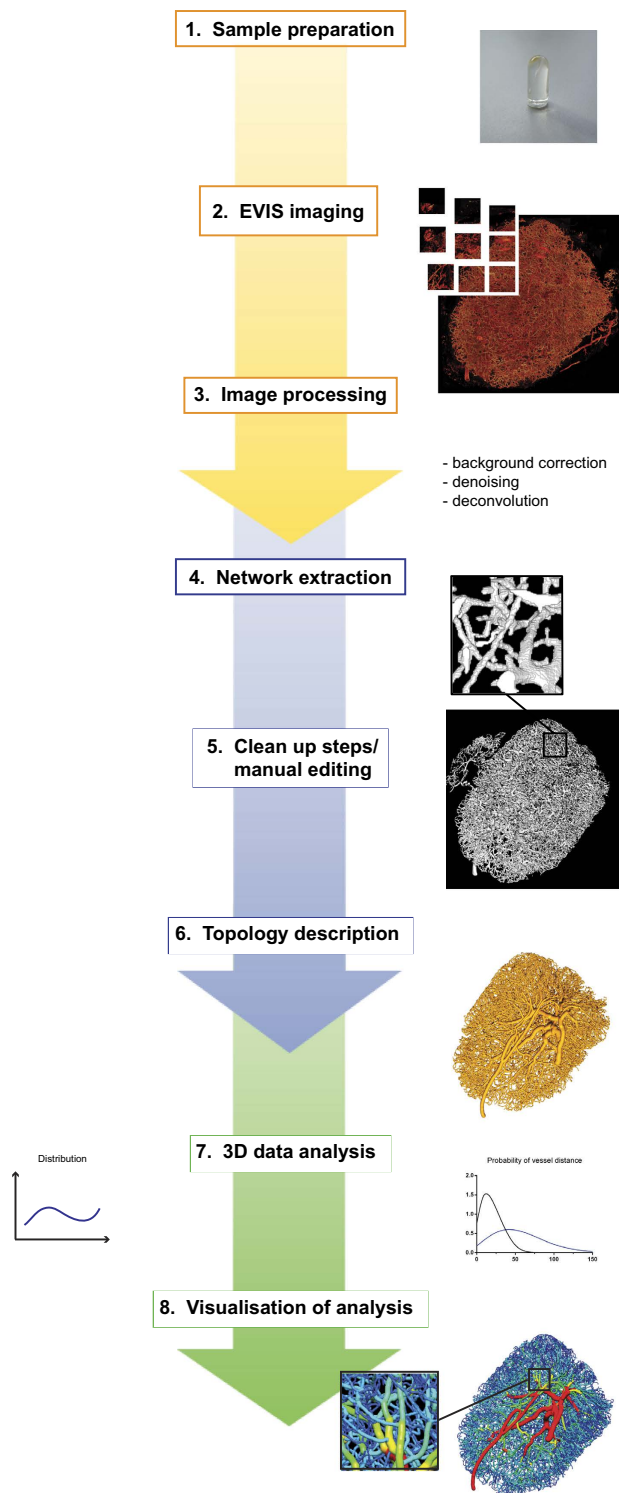 1. Sample preparation
2. EVIS imaging
3. Image processing
- background correction
- denoising
- deconvolution
4. Network extraction
5. Clean up steps/
manual editing
6. Topology description
7. 3D data analysis
Distribution
Probability of vessel distance
2.0
1.5
1.0
0.5
0.0
0 50 100 150
8. Visualisation of analysis